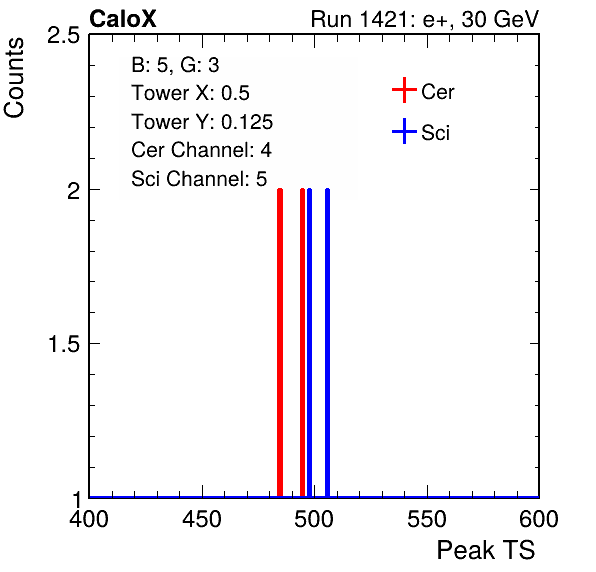 CaloX Run 1421: e+, 30 GeV
Counts
2.5
B: 5, G: 3
Tower X: 0.5
Tower Y: 0.125
Cer Channel: 4
Sci Channel: 5
Cer
Sci
2
1.5
1
400 450 500 550 600
Peak TS